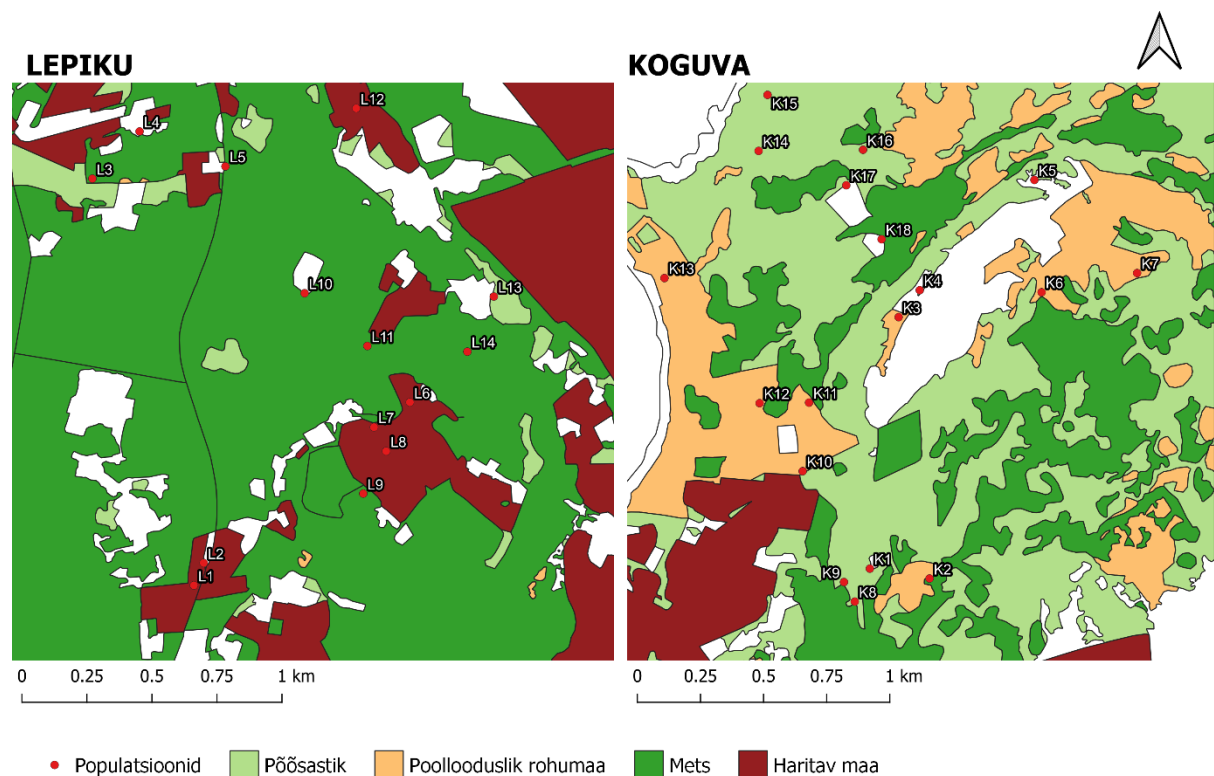 LEPIKU
KOGUVA
L12
L4
L5
L3
L10
L13
L11
L14
L6
L7
L8
L9
L2
L1
K15
K14
K16
K17
K5
K18
K13
K4
K7
K6
K3
K12
K11
K10
K1
K9
K2
K8
0 0.25 0.5 0.75 1 km
0 0.25 0.5 0.75 1 km
Populatsioonid Põõsastik Poollooduslik rohumaa Mets Haritav maa